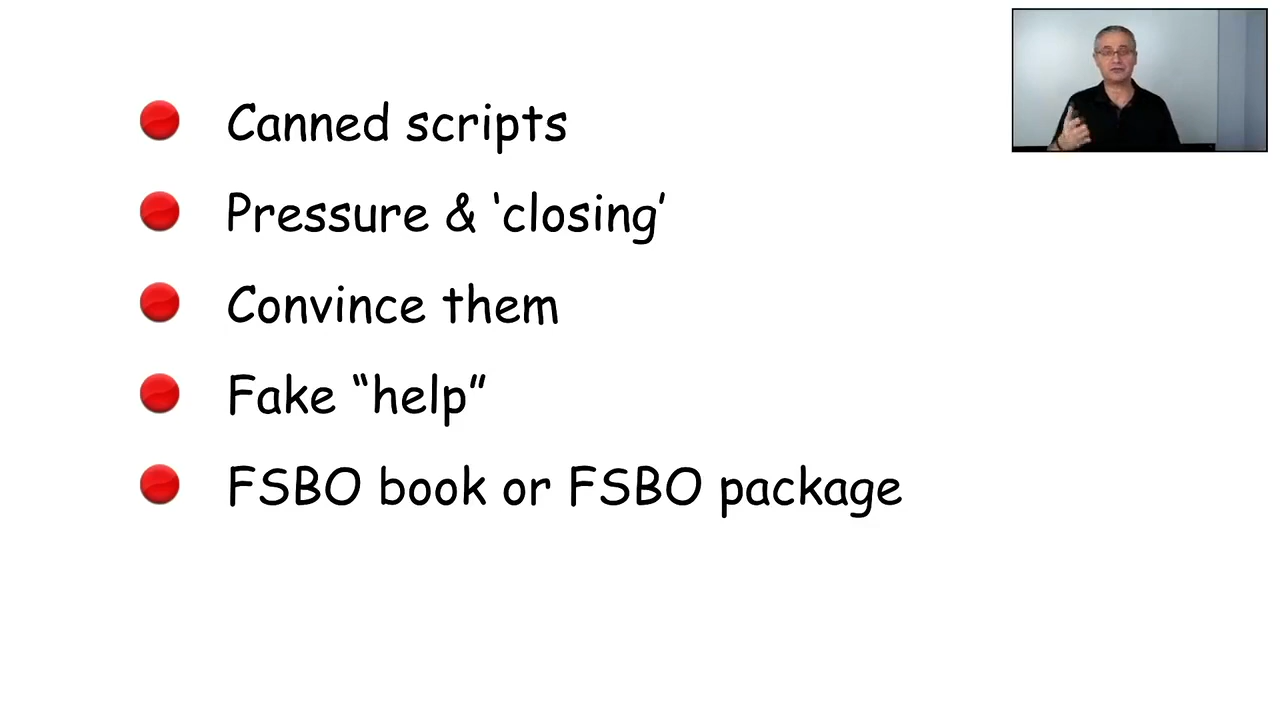 Canned scripts
Pressure & ‘closing’
Convince them
Fake “help”
FSBO book or FSBO package